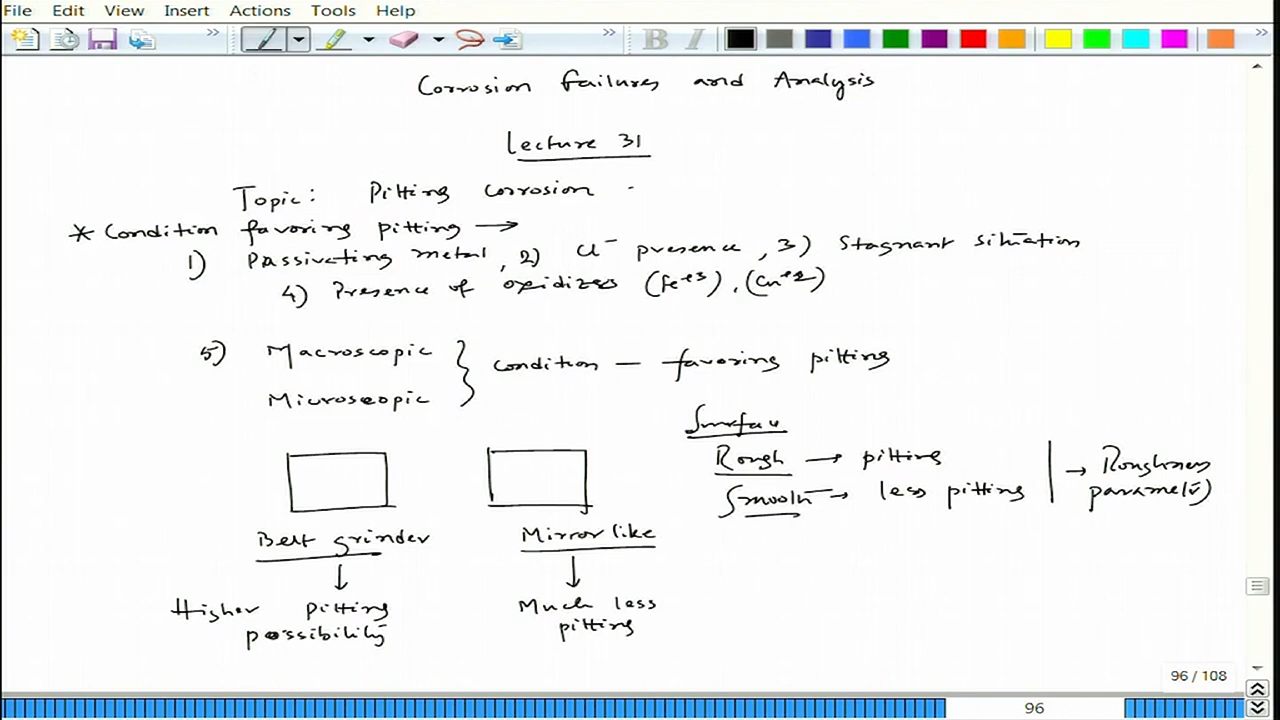 File Edit View Insert Actions Tools Help
B I
Corrosion Failures and Analysis
Lecture 31
Topic: Pitting corrosion -
* Condition favoring pitting →
1) Passivating metal, 2) Cl⁻ presence, 3) Stagnant situation
4) Presence of oxidizers (Fe⁺³), (Cu⁺²)
5) Macroscopic
Microscopic } condition — favoring pitting
Surface
Rough → pitting
Smooth → less pitting
→ Roughness
parameter)
Belt grinder
Mirror like
↓
↓
Higher pitting
possibility
Much less
pitting
96 / 108
96